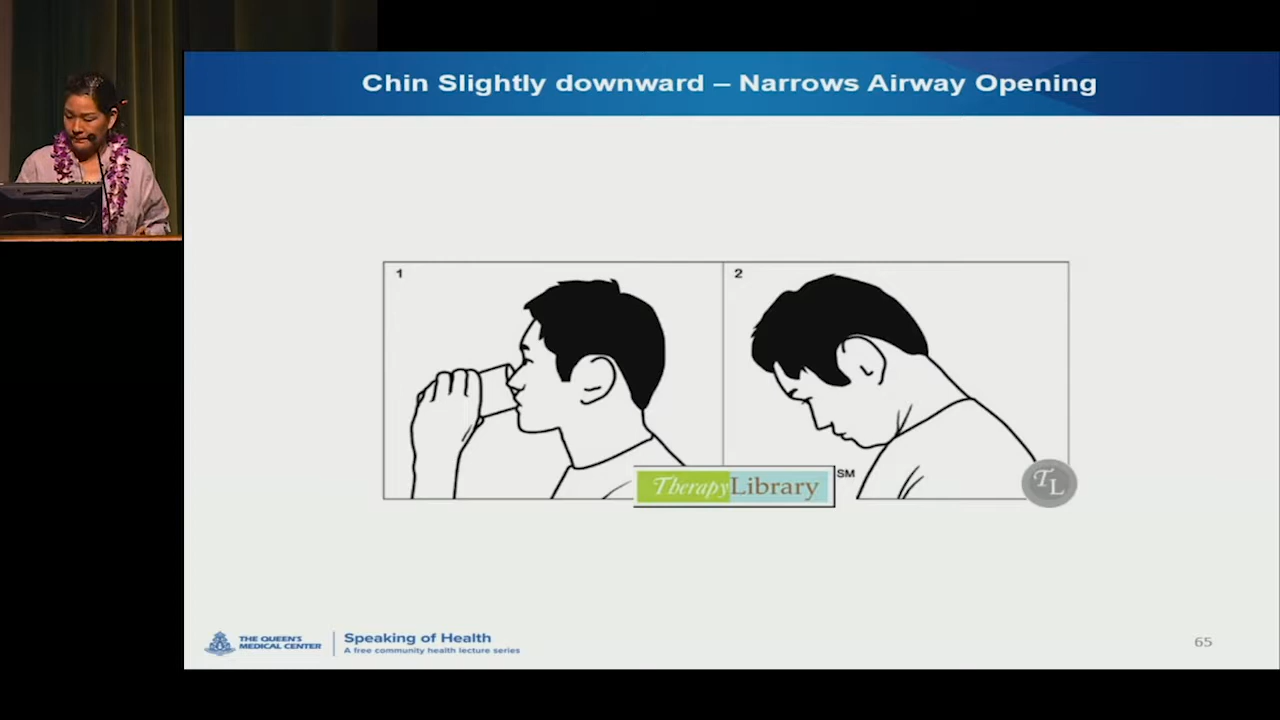 Chin Slightly downward – Narrows Airway Opening
1
2
TherapyLibrary SM
TL
THE QUEEN'S
MEDICAL CENTER
Speaking of Health
A free community health lecture series
65